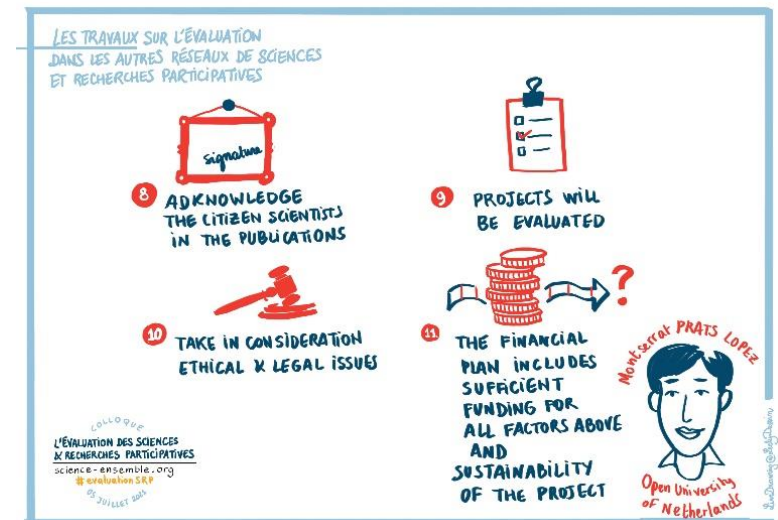 LES TRAVAUX SUR L'ÉVALUATION
DANS LES AUTRES RÉSEAUX DE SCIENCES
ET RECHERCHES PARTICIPATIVES
signature
8 ADKNOWLEDGE
THE CITIZEN SCIENTISTS
IN THE PUBLICATIONS
9 PROJECTS WILL
BE EVALUATED
10 TAKE IN CONSIDERATION
ETHICAL & LEGAL ISSUES
?
11 THE FINANCIAL
PLAN INCLUDES
SUFFICIENT
FUNDING FOR
ALL FACTORS ABOVE
AND
SUSTAINABILITY
OF THE PROJECT
Montserrat PRATS LOPEZ
Open University
of Netherlands
COLLOQUE
L'ÉVALUATION DES SCIENCES
& RECHERCHES PARTICIPATIVES
science-ensemble.org
#evaluationSRP
05 JUILLET 2021